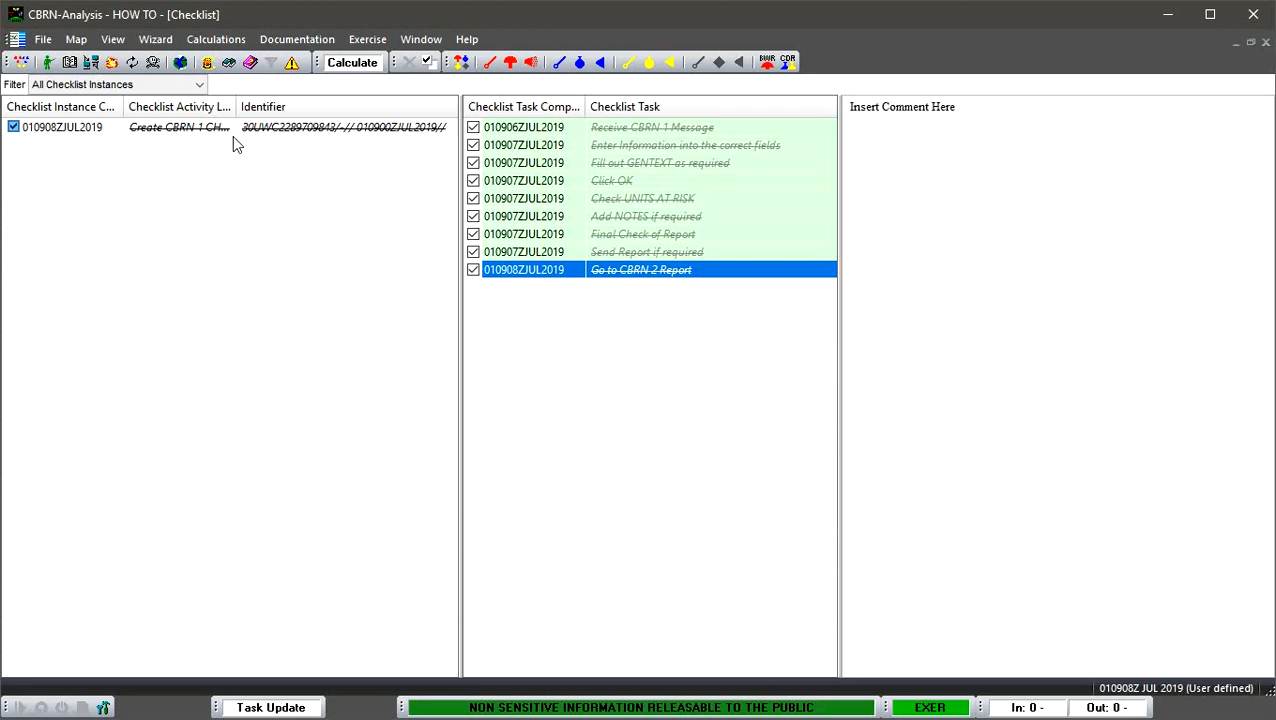 CBRN-Analysis - HOW TO - [Checklist]
File Map View Wizard Calculations Documentation Exercise Window Help
Calculate BWR CDR
Filter All Checklist Instances
Checklist Instance C... Checklist Activity L... Identifier Checklist Task Comp... Checklist Task Insert Comment Here
010908ZJUL2019 Create CBRN 1 CH... 30UWC2289709843/-// 010900ZJUL2019// 010906ZJUL2019 Receive CBRN 1 Message
010907ZJUL2019 Enter Information into the correct fields
010907ZJUL2019 Fill out GENTEXT as required
010907ZJUL2019 Click OK
010907ZJUL2019 Check UNITS AT RISK
010907ZJUL2019 Add NOTES if required
010907ZJUL2019 Final Check of Report
010907ZJUL2019 Send Report if required
010908ZJUL2019 Go to CBRN 2 Report
010908Z JUL 2019 (User defined)
Task Update NON SENSITIVE INFORMATION RELEASABLE TO THE PUBLIC EXER In: 0 - Out: 0 -